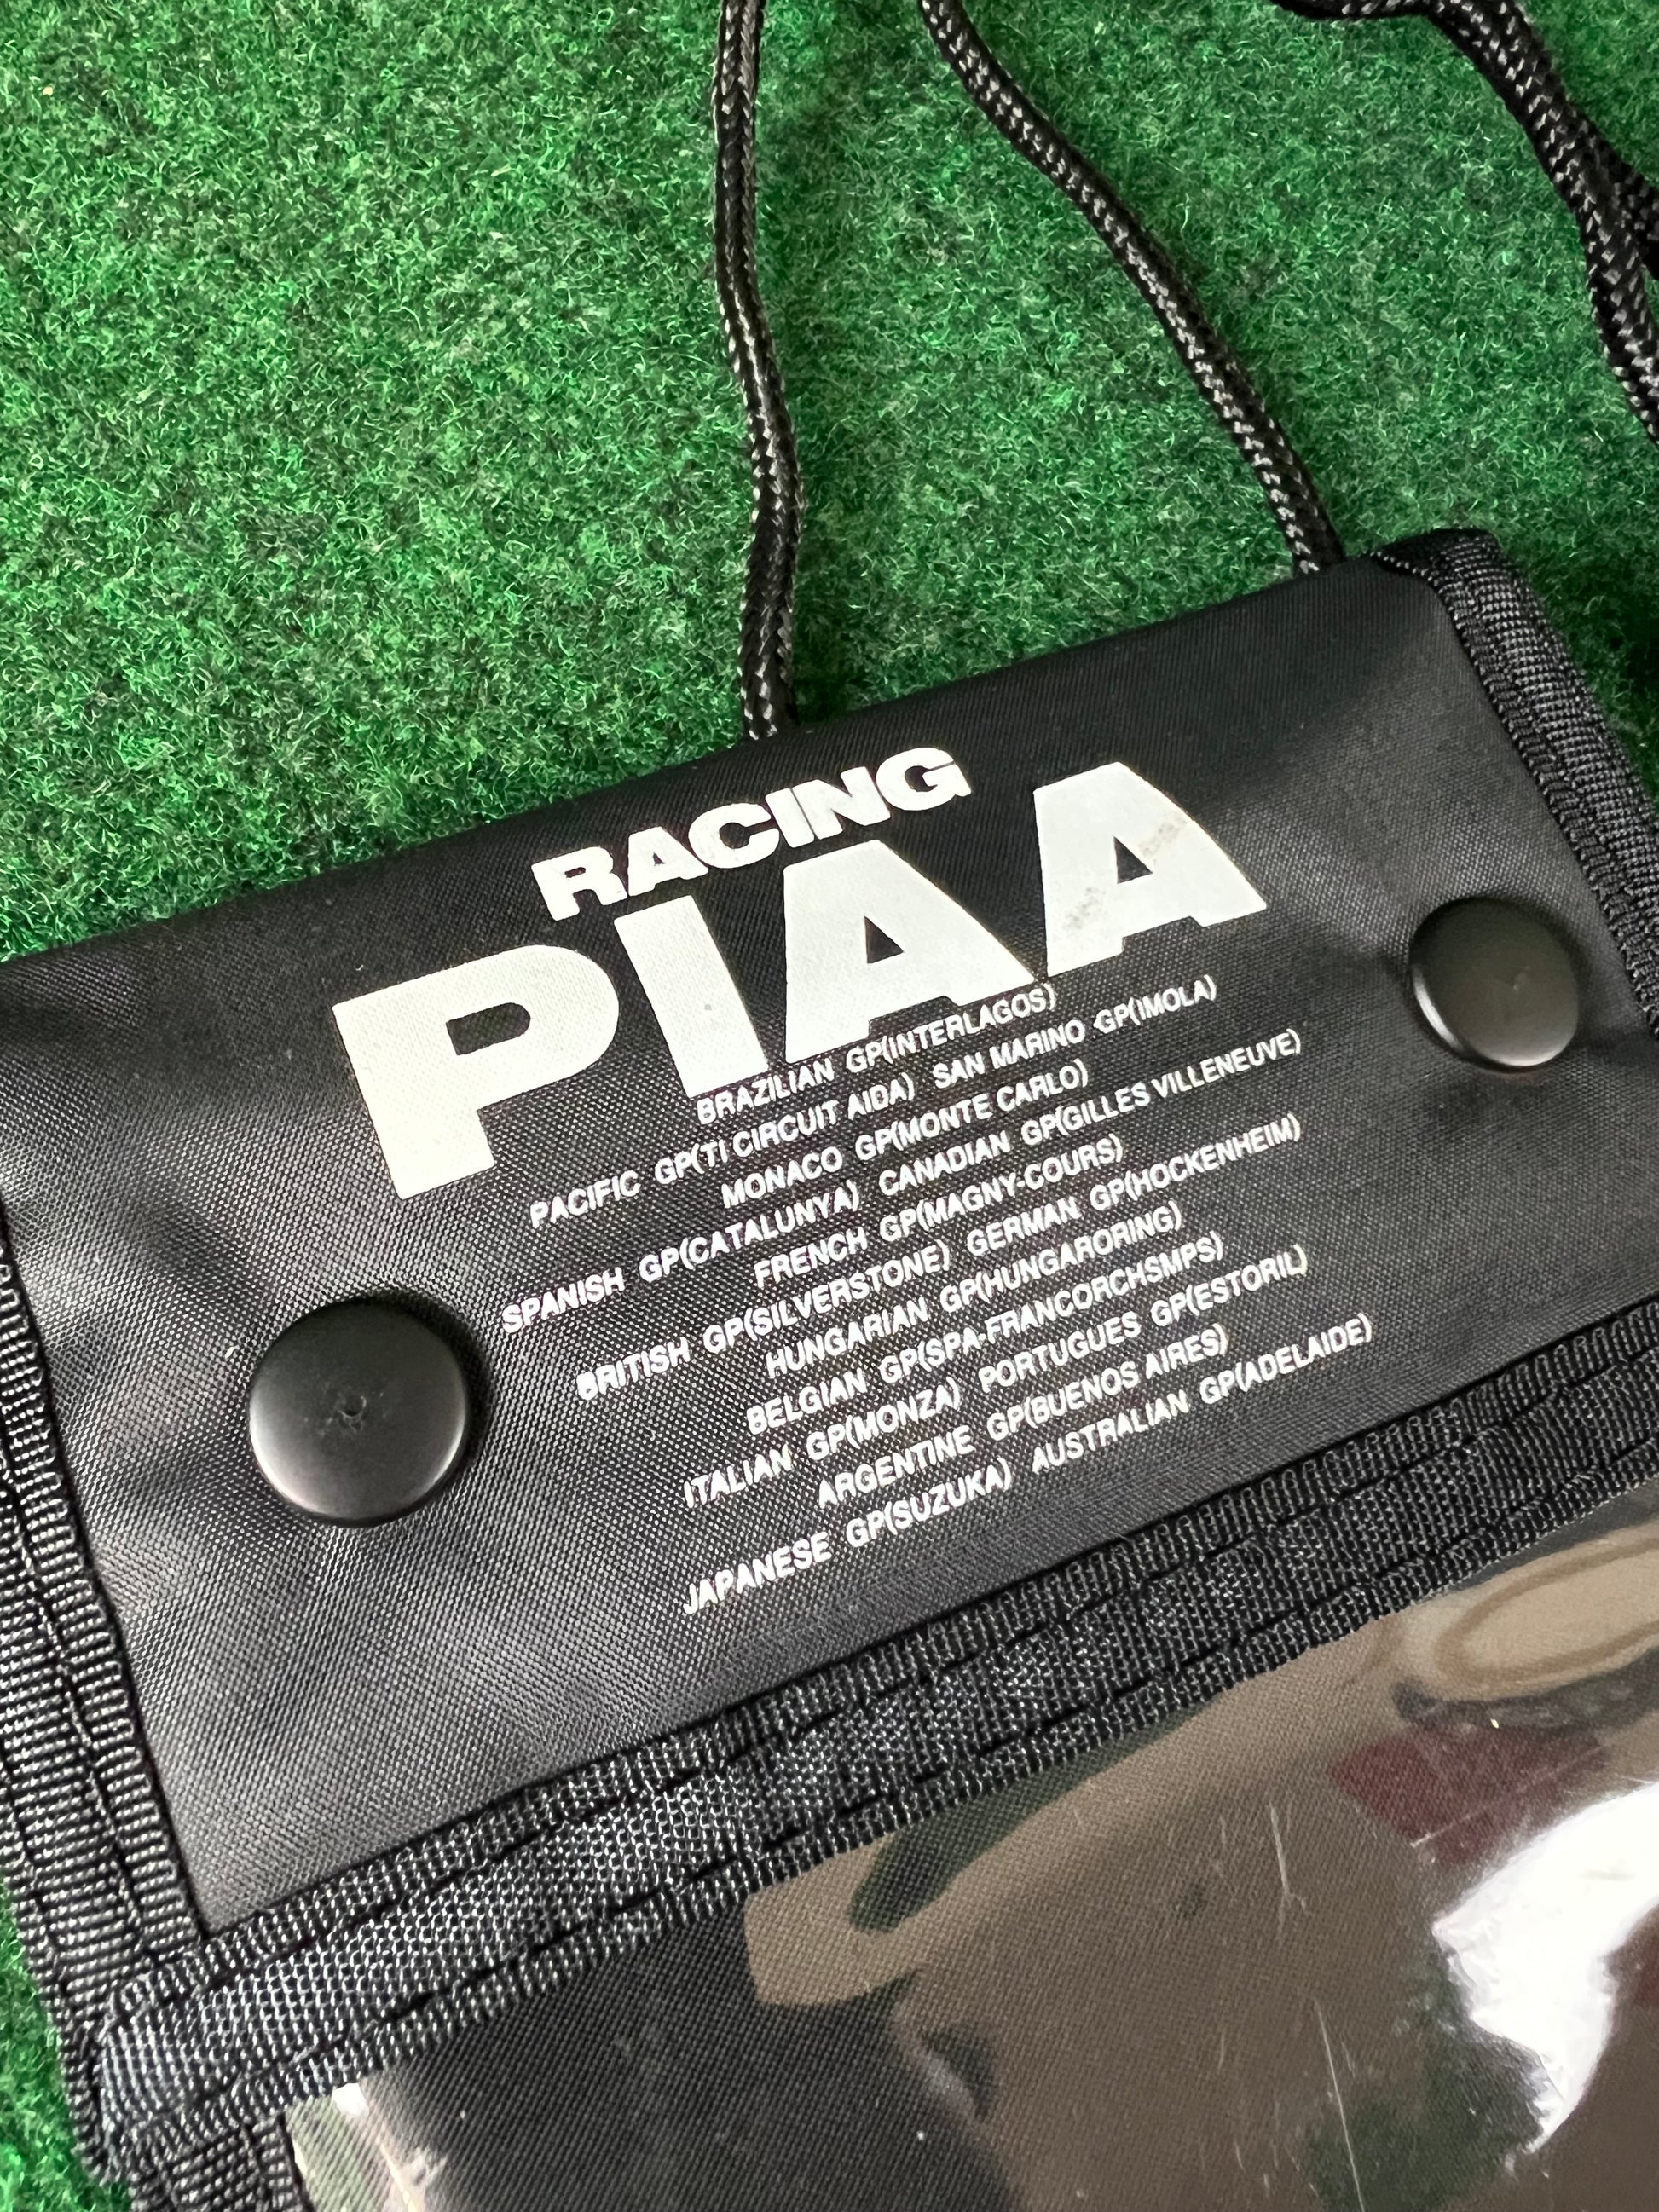 RACING
PIAA
BRAZILIAN GP(INTERLAGOS)
PACIFIC GP(TI CIRCUIT AIDA) SAN MARINO GP(IMOLA)
MONACO GP(MONTE CARLO)
SPANISH GP(CATALUNYA) CANADIAN GP(GILLES VILLENEUVE)
FRENCH GP(MAGNY-COURS)
BRITISH GP(SILVERSTONE) GERMAN GP(HOCKENHEIM)
HUNGARIAN GP(HUNGARORING)
BELGIAN GP(SPA-FRANCORCHSMPS)
ITALIAN GP(MONZA) PORTUGUES GP(ESTORIL)
ARGENTINE GP(BUENOS AIRES)
JAPANESE GP(SUZUKA) AUSTRALIAN GP(ADELAIDE)